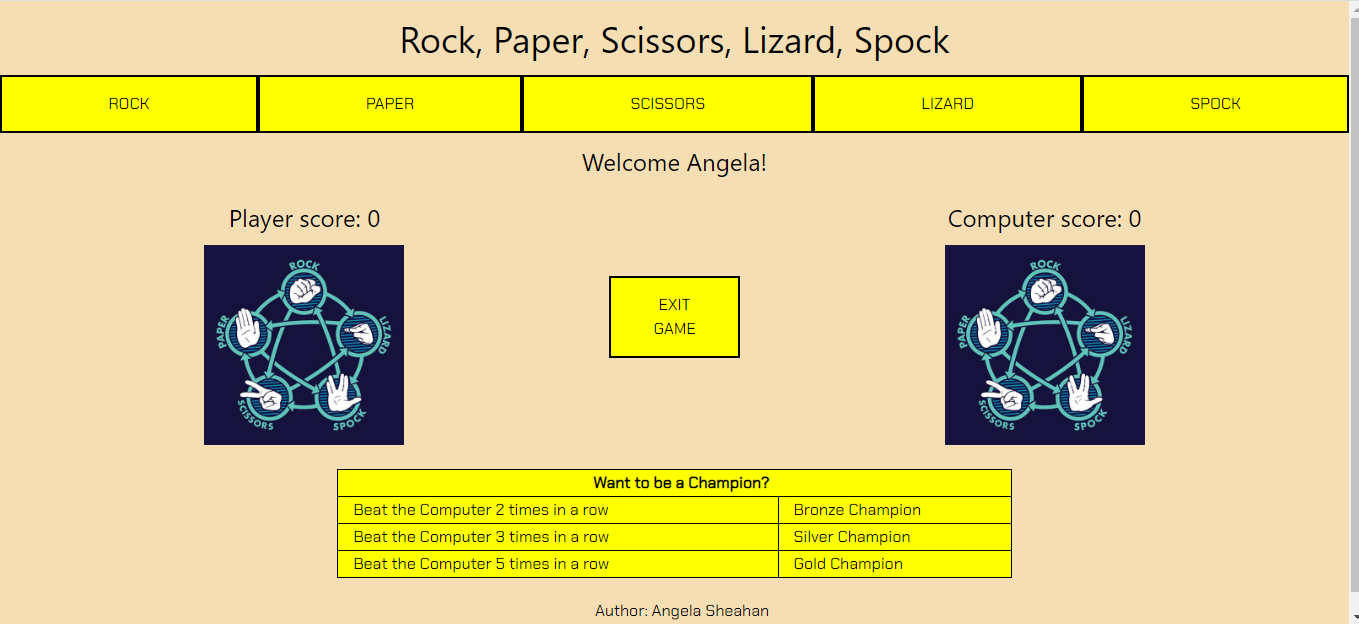 Rock, Paper, Scissors, Lizard, Spock
ROCK
PAPER
SCISSORS
LIZARD
SPOCK
Welcome Angela!
Player score: 0
Computer score: 0
ROCK
PAPER
LIZARD
SCISSORS
SPOCK
EXIT
GAME
ROCK
PAPER
LIZARD
SCISSORS
SPOCK
Want to be a Champion?
Beat the Computer 2 times in a row
Bronze Champion
Beat the Computer 3 times in a row
Silver Champion
Beat the Computer 5 times in a row
Gold Champion
Author: Angela Sheahan